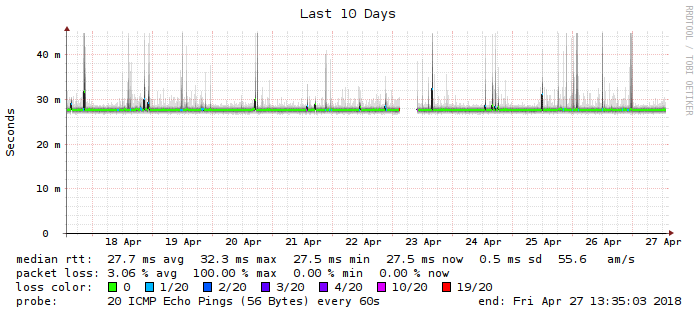 Last 10 Days
RRDTOOL / TOBI OETIKER
Seconds
40 m
30 m
20 m
10 m
0
18 Apr 19 Apr 20 Apr 21 Apr 22 Apr 23 Apr 24 Apr 25 Apr 26 Apr 27 Apr
median rtt: 27.7 ms avg 32.3 ms max 27.5 ms min 27.5 ms now 0.5 ms sd 55.6 am/s
packet loss: 3.06 % avg 100.00 % max 0.00 % min 0.00 % now
loss color: 0 1/20 2/20 3/20 4/20 10/20 19/20
probe: 20 ICMP Echo Pings (56 Bytes) every 60s end: Fri Apr 27 13:35:03 2018